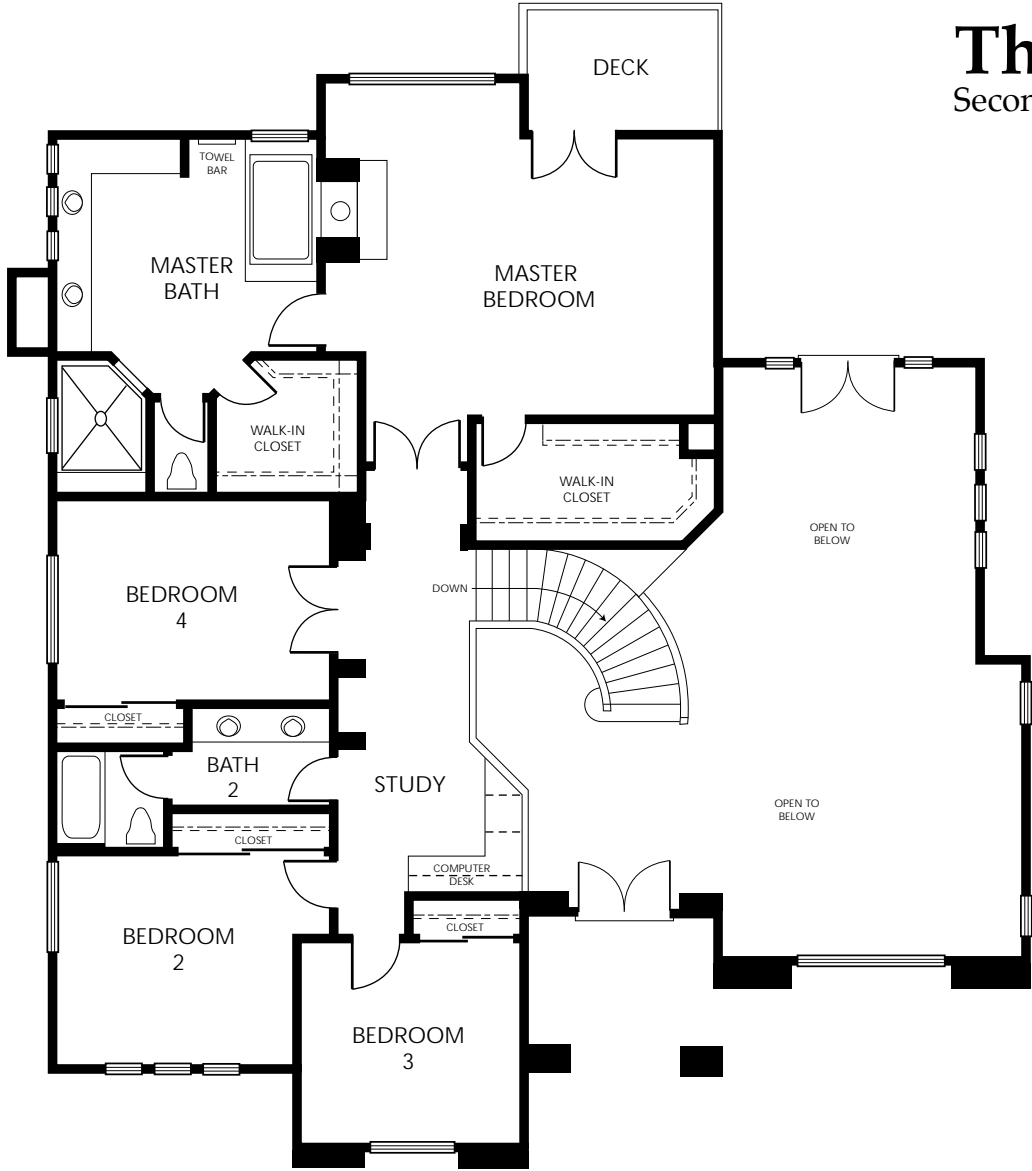 Th
Secon
DECK
TOWEL
BAR
MASTER
BATH
MASTER
BEDROOM
WALK-IN
CLOSET
WALK-IN
CLOSET
OPEN TO
BELOW
BEDROOM
4
DOWN
CLOSET
BATH
2
STUDY
OPEN TO
BELOW
CLOSET
COMPUTER
DESK
BEDROOM
2
CLOSET
BEDROOM
3